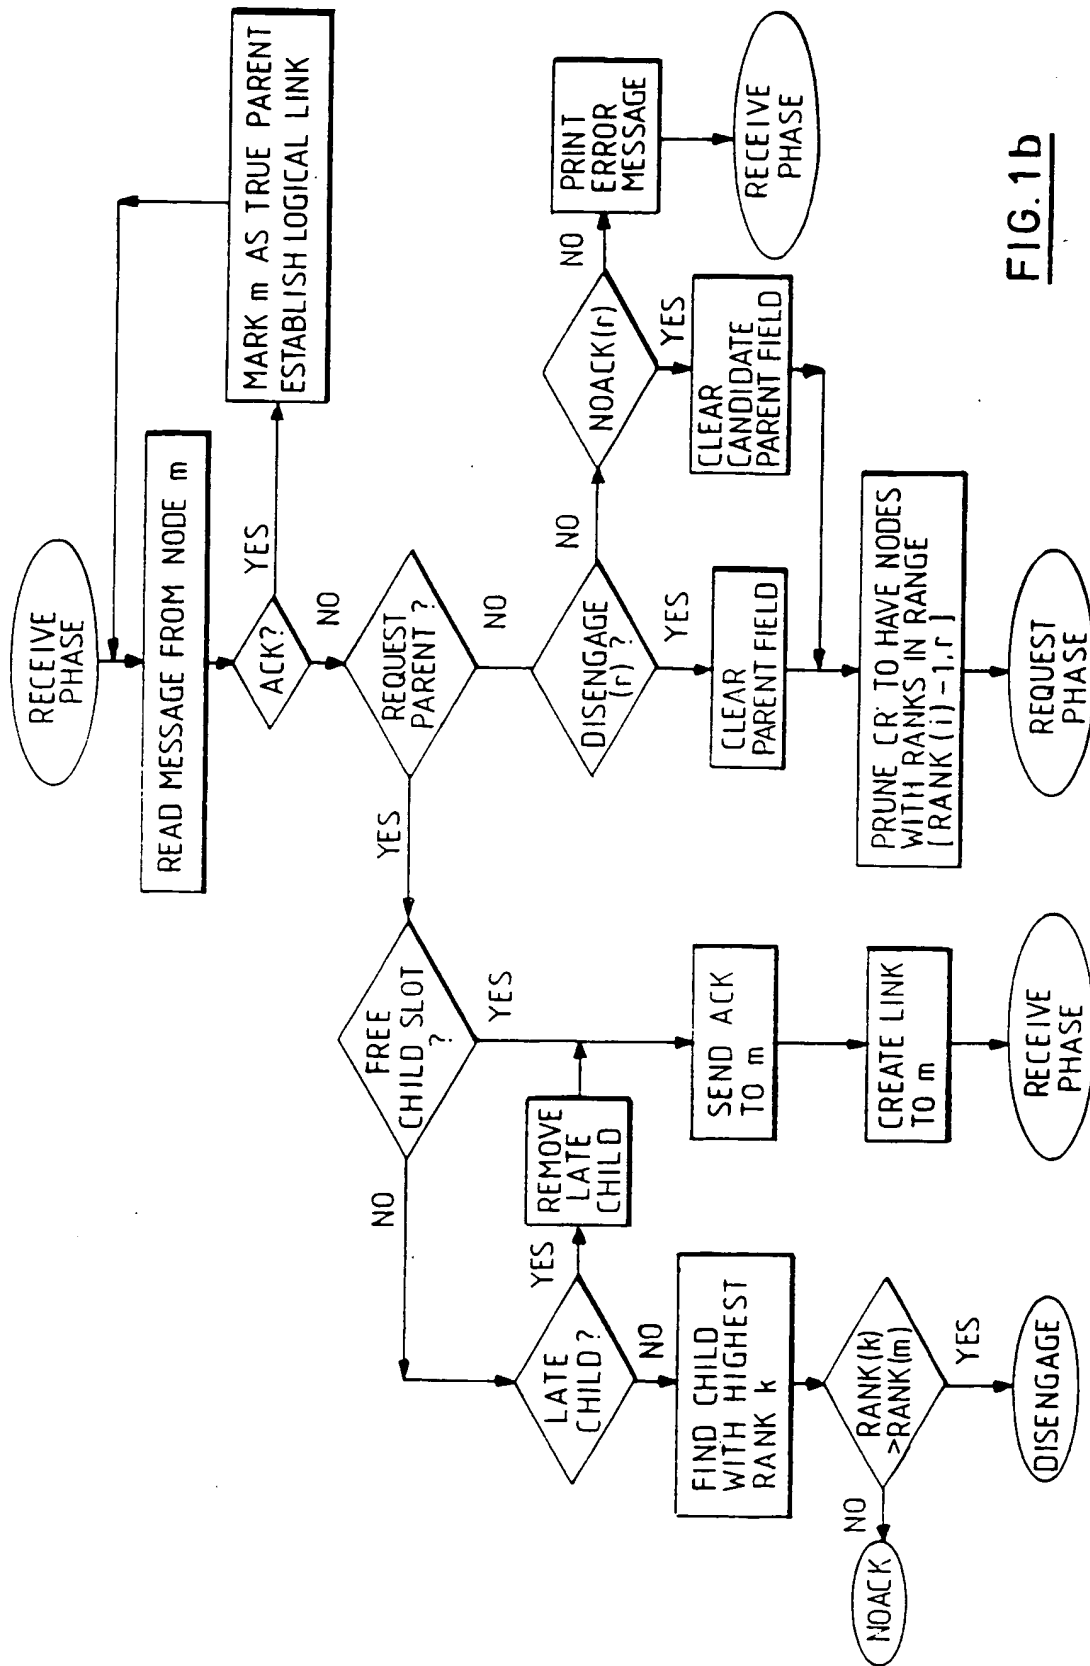 RECEIVE
PHASE
READ MESSAGE FROM NODE m
ACK?
YES
MARK m AS TRUE PARENT
ESTABLISH LOGICAL LINK
NO
REQUEST
PARENT ?
YES
NO
FREE
CHILD SLOT
?
NO
YES
LATE
CHILD?
YES
REMOVE
LATE
CHILD
NO
FIND CHILD
WITH HIGHEST
RANK k
RANK(k)
>RANK(m)
NO
NOACK
YES
DISENGAGE
SEND ACK
TO m
CREATE LINK
TO m
RECEIVE
PHASE
DISENGAGE
(r) ?
NO
YES
CLEAR
PARENT FIELD
NOACK(r)
NO
PRINT
ERROR
MESSAGE
RECEIVE
PHASE
YES
CLEAR
CANDIDATE
PARENT FIELD
PRUNE CR TO HAVE NODES
WITH RANKS IN RANGE
[RANK(i)-1,r]
REQUEST
PHASE
FIG. 1b